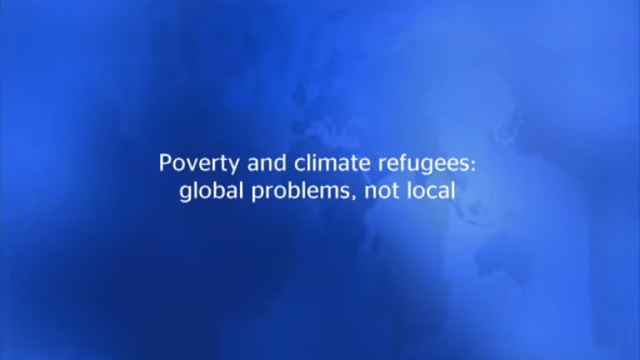 Poverty and climate refugees:
global problems, not local